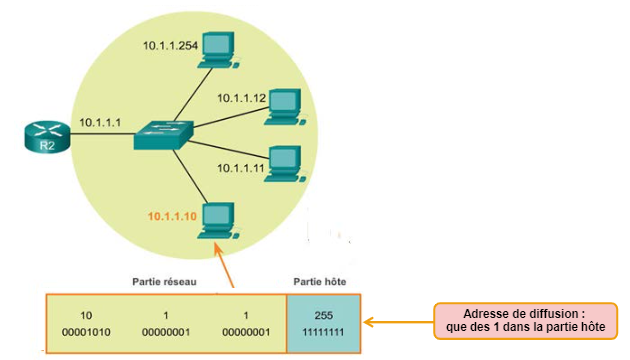 10.1.1.254
10.1.1.12
10.1.1.1
R2
10.1.1.11
10.1.1.10
Partie réseau Partie hôte
10 1 1 255
00001010 00000001 00000001 11111111
Adresse de diffusion :
que des 1 dans la partie hôte